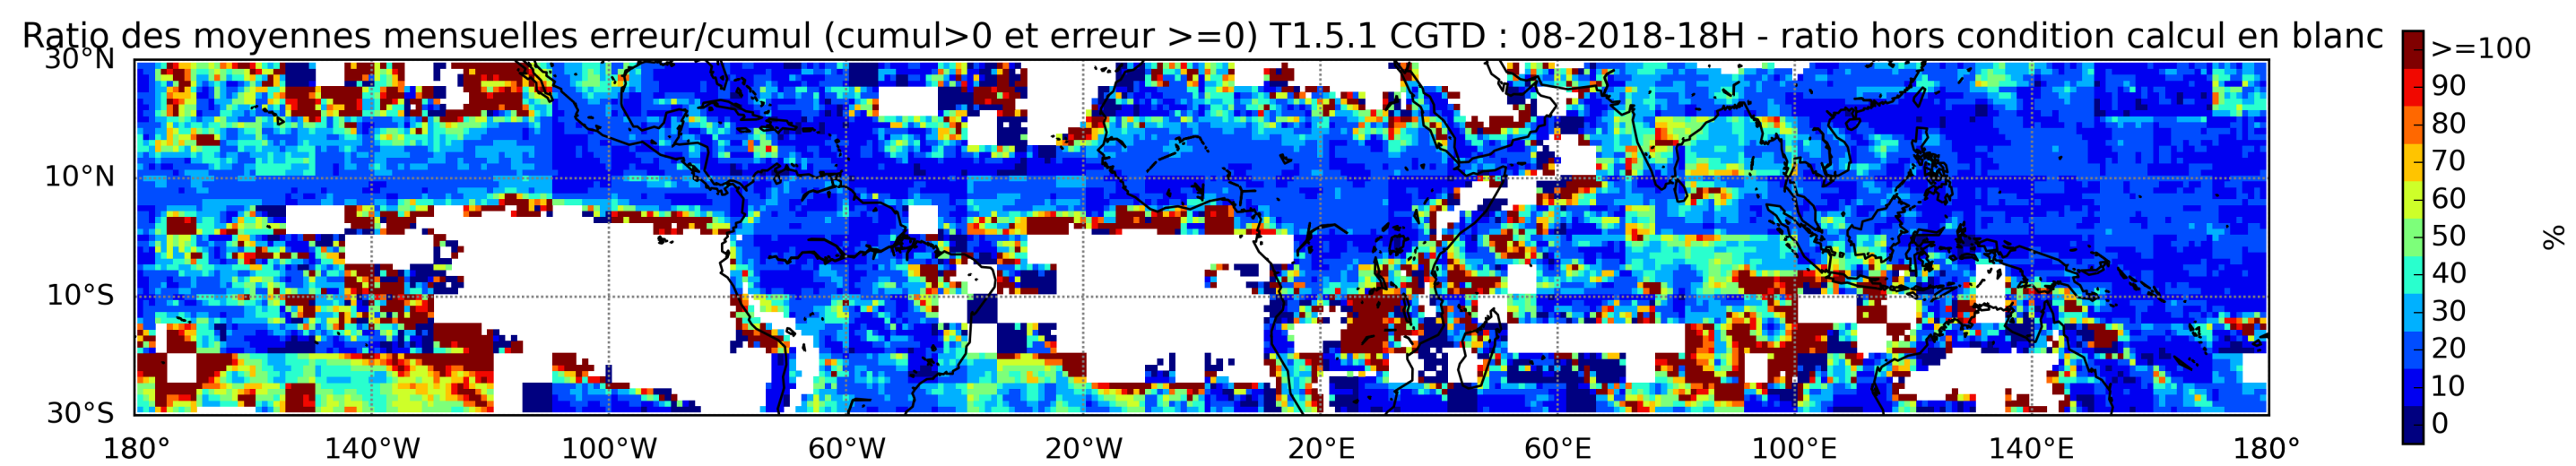 Ratio des moyennes mensuelles erreur/cumul (cumul>0 et erreur >=0) T1.5.1 CGTD : 08-2018-18H - ratio hors condition calcul en blanc
30°N
10°N
10°S
30°S
180° 140°W 100°W 60°W 20°W 20°E 60°E 100°E 140°E 180°
>=100
90
80
70
60
50
40
30
20
10
0
%